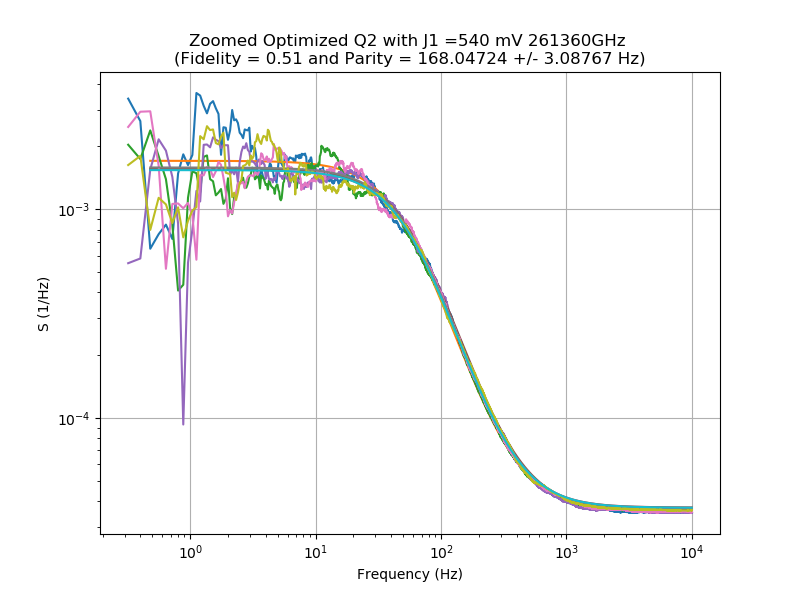 Zoomed Optimized Q2 with J1 =540 mV 261360GHz
(Fidelity = 0.51 and Parity = 168.04724 +/- 3.08767 Hz)
S (1/Hz)
10⁻³
10⁻⁴
10⁰ 10¹ 10² 10³ 10⁴
Frequency (Hz)